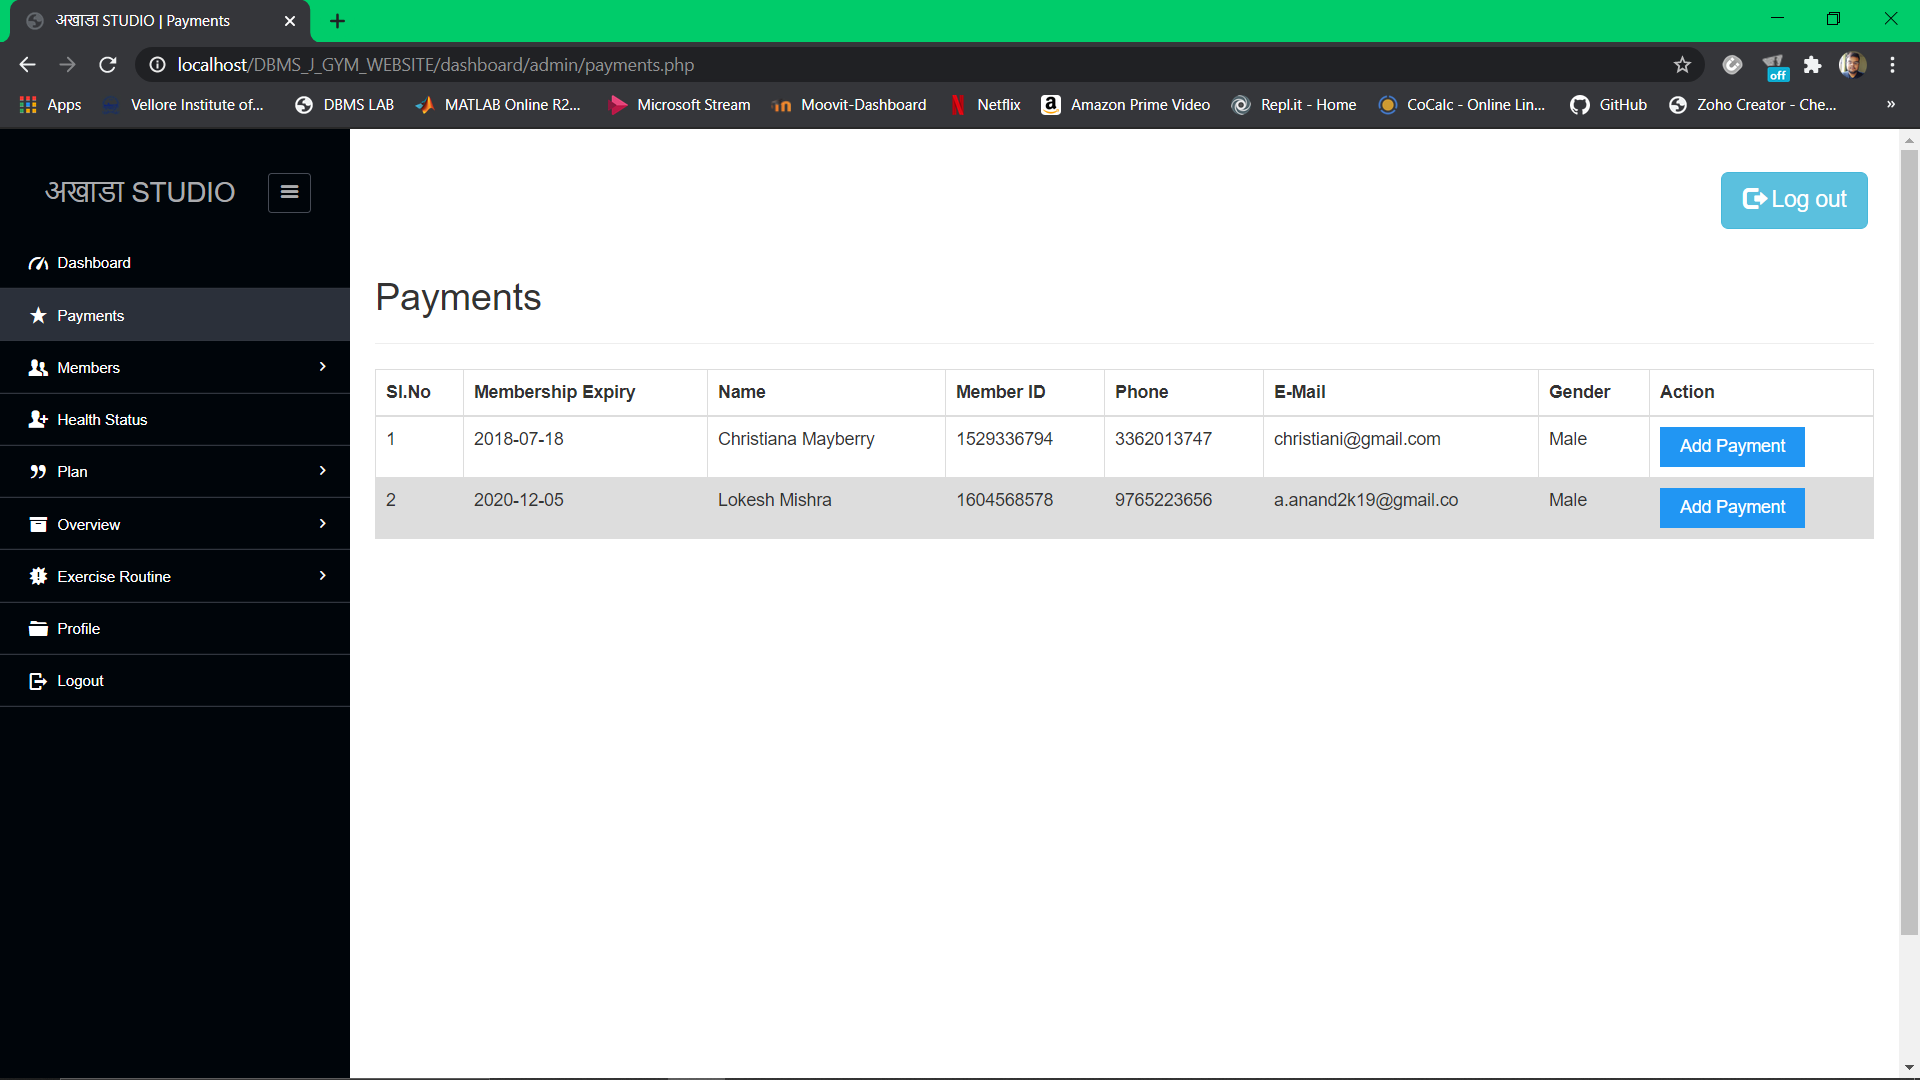 अखाडा STUDIO | Payments
localhost/DBMS_J_GYM_WEBSITE/dashboard/admin/payments.php
off
Apps Vellore Institute of... DBMS LAB MATLAB Online R2... Microsoft Stream Moovit-Dashboard Netflix Amazon Prime Video Repl.it - Home CoCalc - Online Lin... GitHub Zoho Creator - Che... »
अखाडा STUDIO
Log out
Dashboard
Payments
Members
Health Status
Plan
Overview
Exercise Routine
Profile
Logout
Payments
Sl.No Membership Expiry Name Member ID Phone E-Mail Gender Action
1 2018-07-18 Christiana Mayberry 1529336794 3362013747 christiani@gmail.com Male Add Payment
2 2020-12-05 Lokesh Mishra 1604568578 9765223656 a.anand2k19@gmail.co Male Add Payment